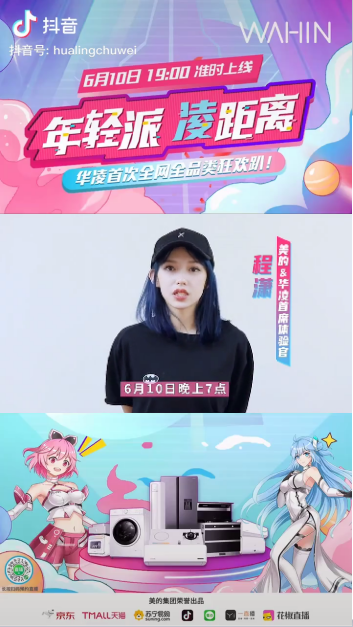 抖音
抖音号: hualingchuwei
WAHIN
6月10日 19:00 准时上线
年轻派 凌距离
华凌首次全网全品类狂欢趴!
程潇
美的&华凌首席体验官
6月10日晚上7点
美的集团荣誉出品
京东
TMALL天猫
苏宁易购
suning.com
花椒直播